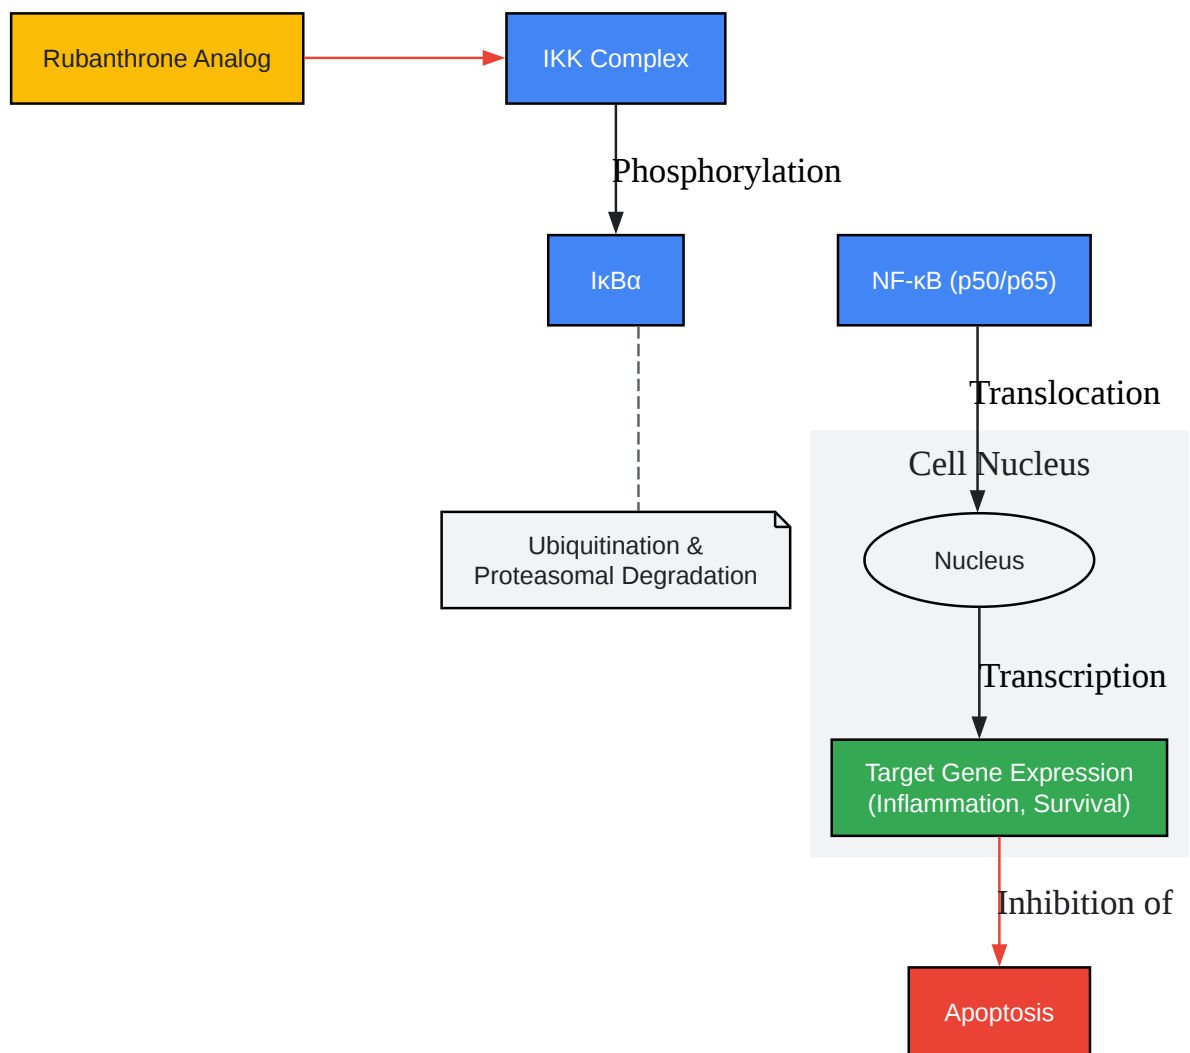 Rubanthrone Analog
IKK Complex
Phosphorylation
IκBα
NF-κB (p50/p65)
Translocation
Cell Nucleus
Ubiquitination &
Proteasomal Degradation
Nucleus
Transcription
Target Gene Expression
(Inflammation, Survival)
Inhibition of
Apoptosis